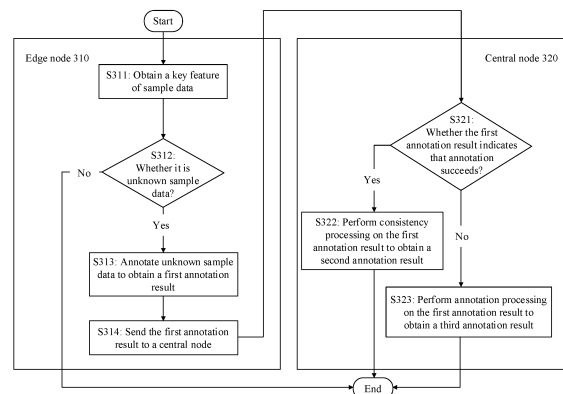 Start
Edge node 310
S311: Obtain a key feature
of sample data
S312:
Whether it is
unknown sample
data?
No
Yes
S313: Annotate unknown sample
data to obtain a first annotation
result
S314: Send the first annotation
result to a central node
Central node 320
S321:
Whether the first
annotation result indicates
that annotation
succeeds?
Yes
No
S322: Perform consistency
processing on the first
annotation result to obtain a
second annotation result
S323: Perform annotation processing
on the first annotation result to
obtain a third annotation result
End